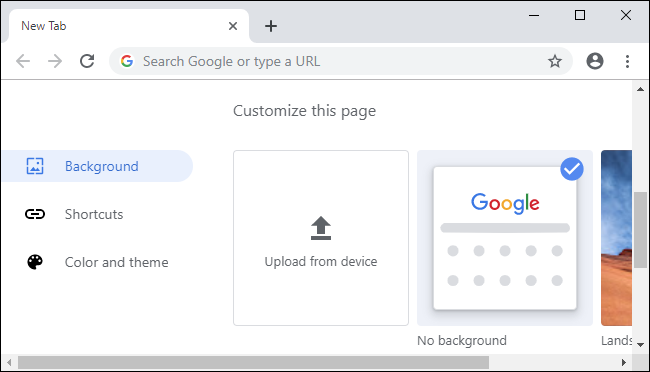 New Tab
Search Google or type a URL
Customize this page
Background
Shortcuts
Color and theme
Upload from device
Google
No background
Lands